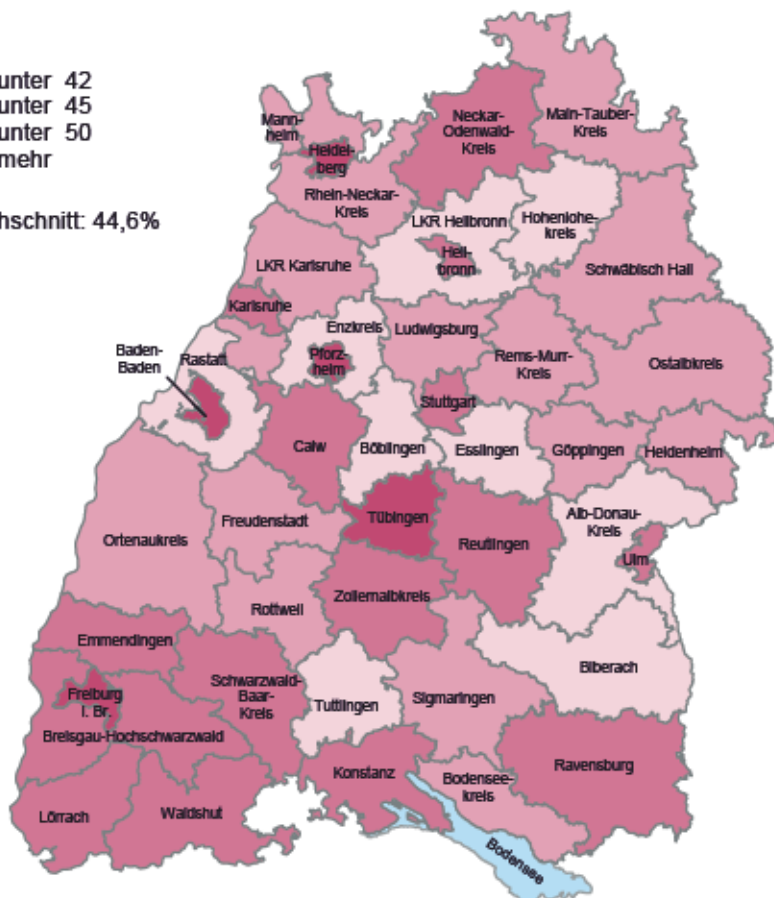 unter 42
unter 45
unter 50
mehr
hschnitt: 44,6%
Mann-
heim
Heidel-
berg
Rhein-Neckar-
Kreis
Neckar-
Odenwald-
Kreis
Main-Tauber-
Kreis
LKR Heilbronn
Hohenlohe-
kreis
Heil-
bronn
Schwäbisch Hall
LKR Karlsruhe
Karlsruhe
Enzkreis
Ludwigsburg
Baden-
Baden
Rastatt
Pforz-
heim
Rems-Murr-
Kreis
Ostalbkreis
Stuttgart
Calw
Böblingen
Esslingen
Göppingen
Heidenheim
Ortenaukreis
Freudenstadt
Tübingen
Reutlingen
Alb-Donau-
Kreis
Ulm
Rottweil
Zollernalbkreis
Emmendingen
Biberach
Schwarzwald-
Baar-
Kreis
Tuttlingen
Sigmaringen
Freiburg
i. Br.
Breisgau-Hochschwarzwald
Konstanz
Bodensee-
kreis
Ravensburg
Lörrach
Waldshut
Bodensee